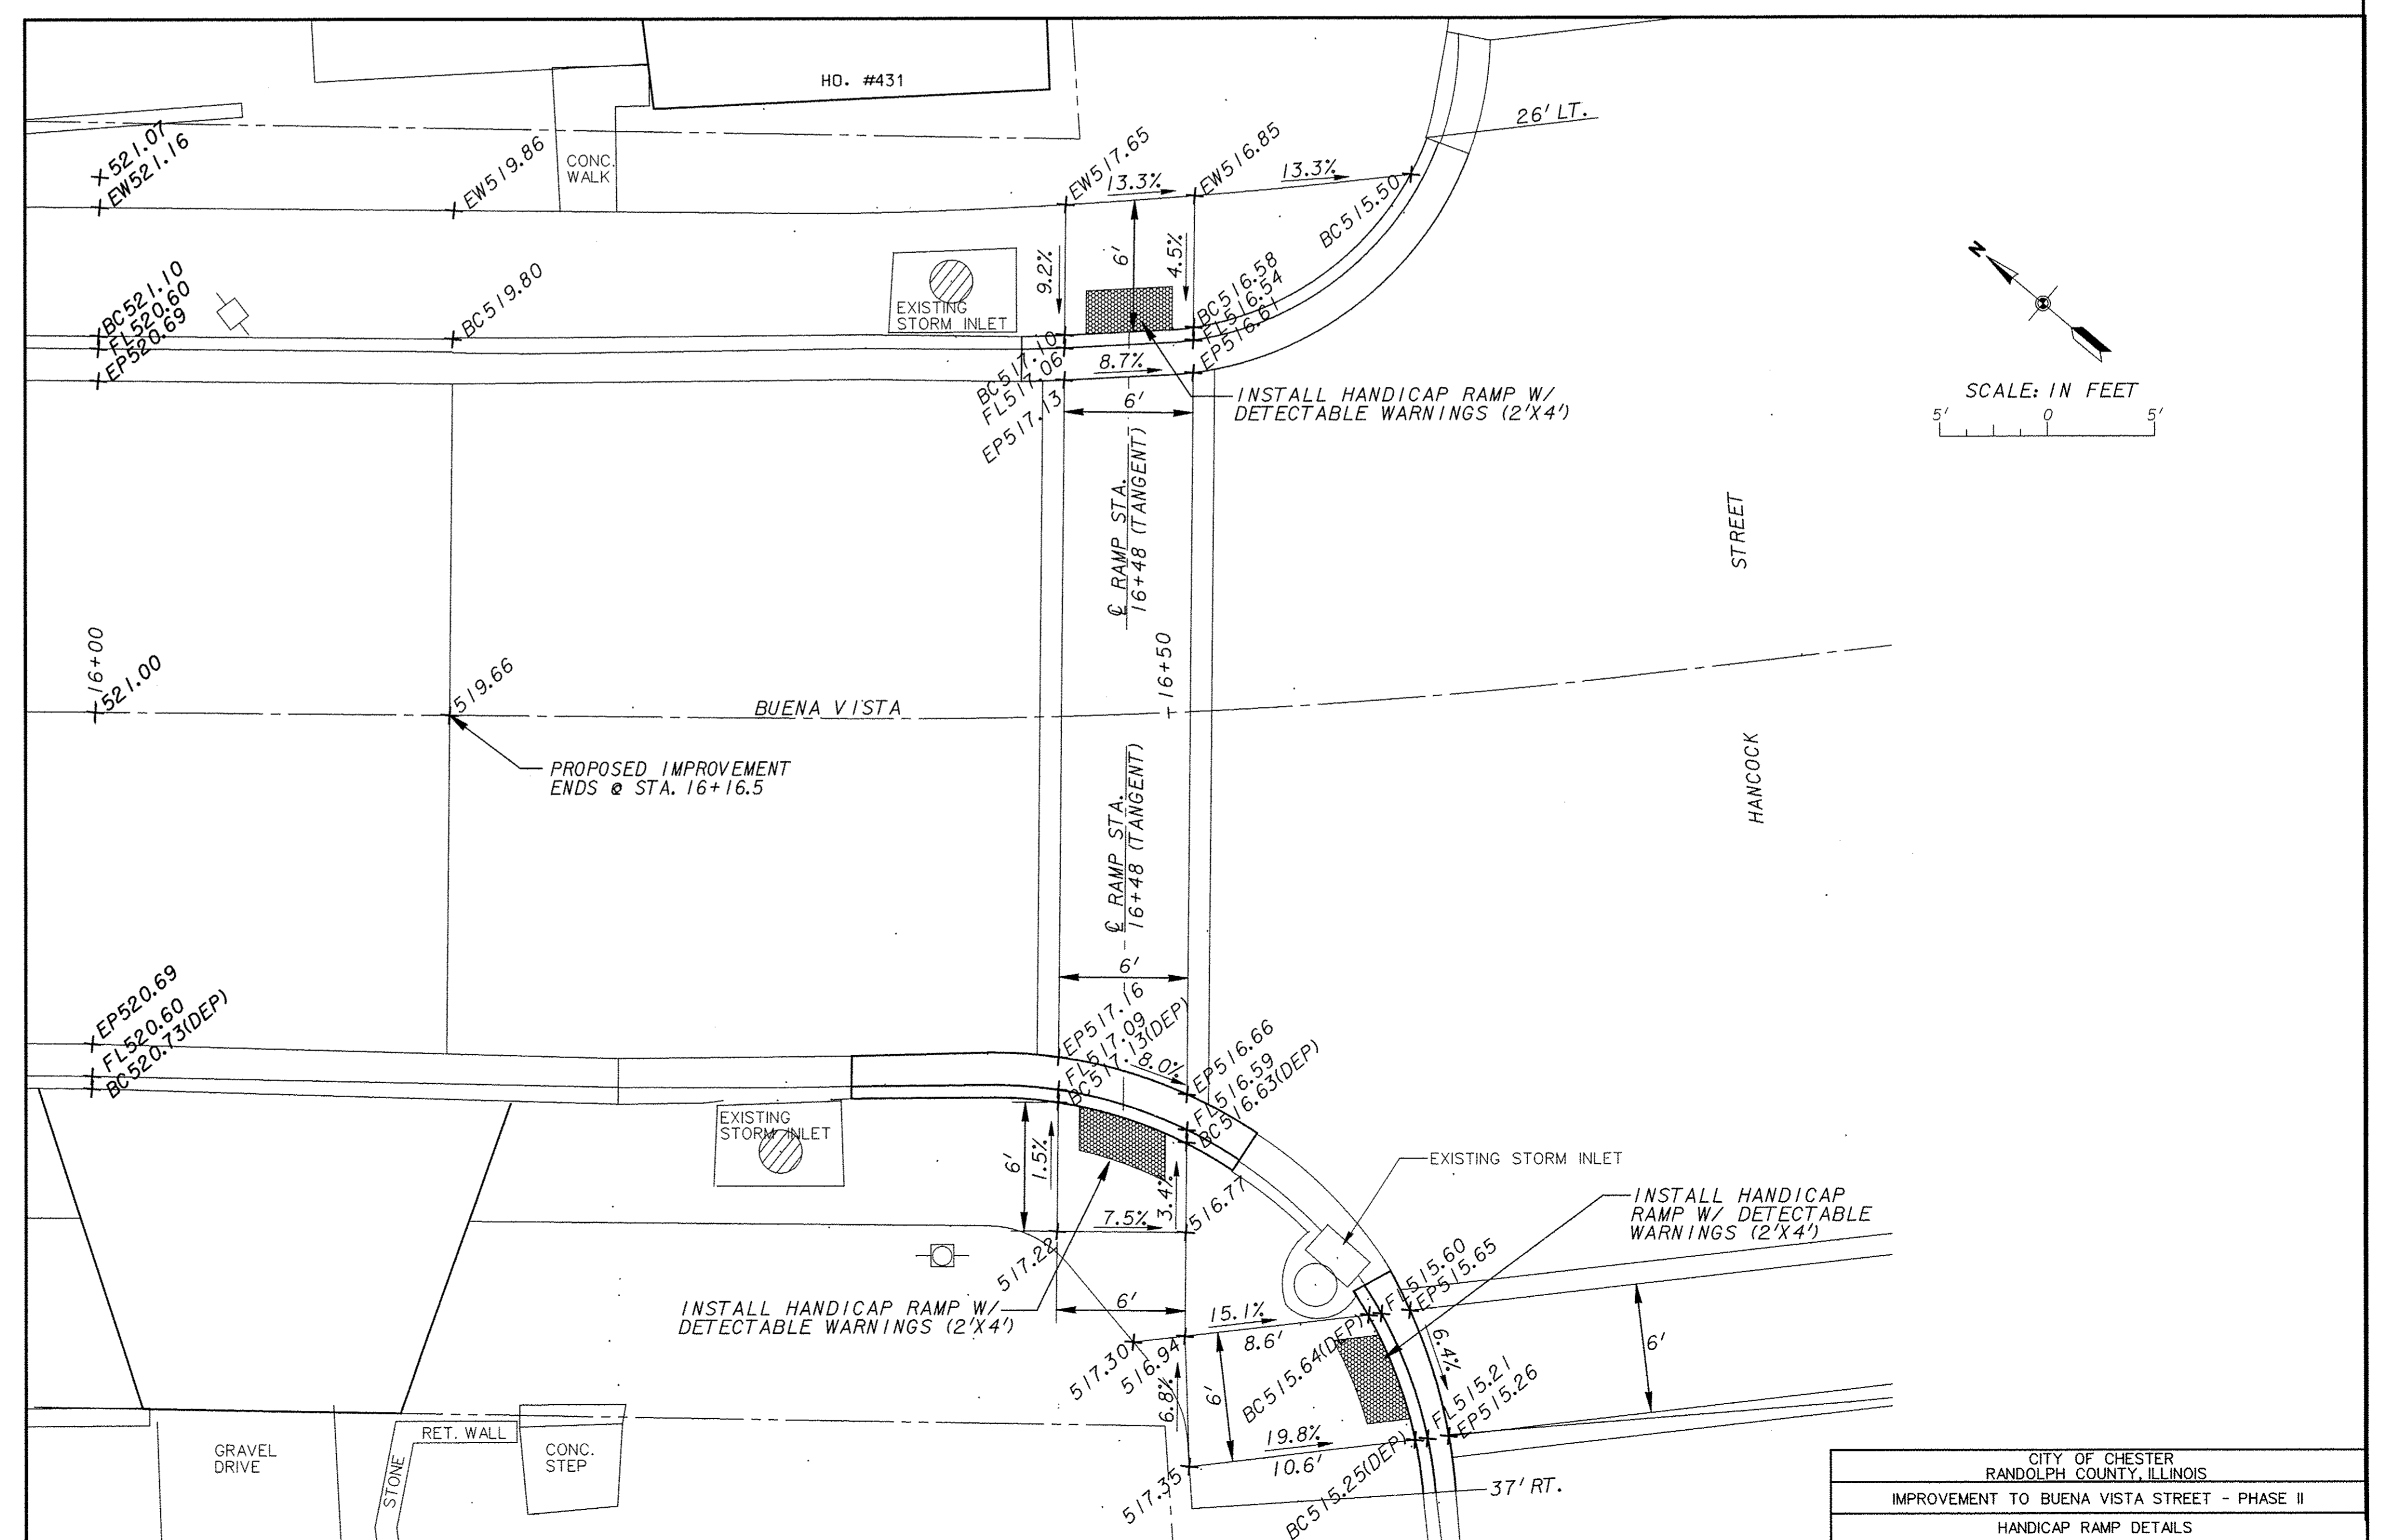 HO. #431
26' LT.
X521.07
EW521.16
EW519.86
CONC.
WALK
EW517.65
13.3%
EW516.85
13.3%
BC515.50
9.2%
6'
4.5%
BC521.10
FL520.60
EP520.69
BC519.80
EXISTING
STORM INLET
BC516.58
FL516.54
EP516.61
BC517.10
FL517.06
EP517.13
8.7%
6'
INSTALL HANDICAP RAMP W/
DETECTABLE WARNINGS (2'X4')
N
SCALE: IN FEET
5' 0 5'
℄ RAMP STA.
16+48 (TANGENT)
STREET
16+00
521.00
519.66
BUENA VISTA
16+50
PROPOSED IMPROVEMENT
ENDS @ STA. 16+16.5
HANCOCK
℄ RAMP STA.
16+48 (TANGENT)
6'
EP520.69
FL520.60
BC520.73(DEP)
EP517.16
FL517.09
BC517.13(DEP)
8.0%
EP516.66
FL516.59
BC516.63(DEP)
EXISTING
STORM INLET
6'
1.5%
3.4%
7.5%
516.77
517.22
EXISTING STORM INLET
INSTALL HANDICAP
RAMP W/ DETECTABLE
WARNINGS (2'X4')
INSTALL HANDICAP RAMP W/
DETECTABLE WARNINGS (2'X4')
6'
15.1%
8.6'
FL515.60
EP515.65
BC515.64(DEP)
6.4%
6'
517.30
516.94
6.8%
6'
FL515.21
EP515.26
19.8%
10.6'
BC515.25(DEP)
517.35
37' RT.
GRAVEL
DRIVE
STONE
RET. WALL
CONC.
STEP
CITY OF CHESTER
RANDOLPH COUNTY, ILLINOIS
IMPROVEMENT TO BUENA VISTA STREET - PHASE II
HANDICAP RAMP DETAILS